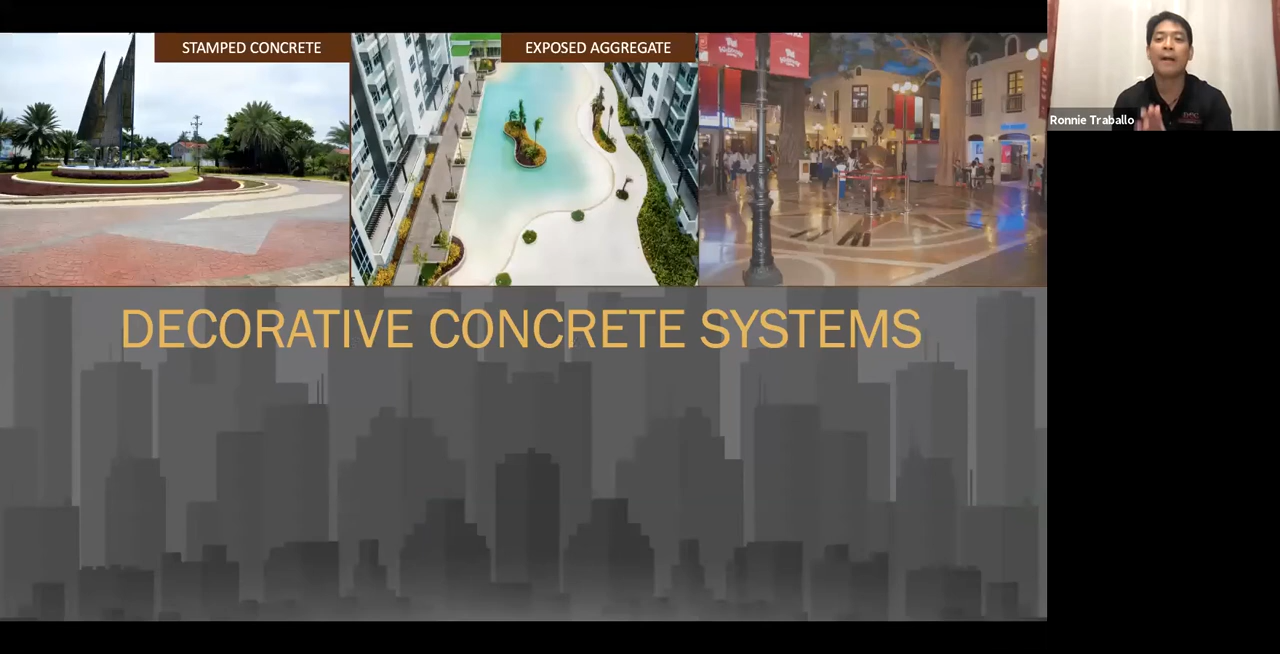 STAMPED CONCRETE
EXPOSED AGGREGATE
Ronnie Traballo
DECORATIVE CONCRETE SYSTEMS